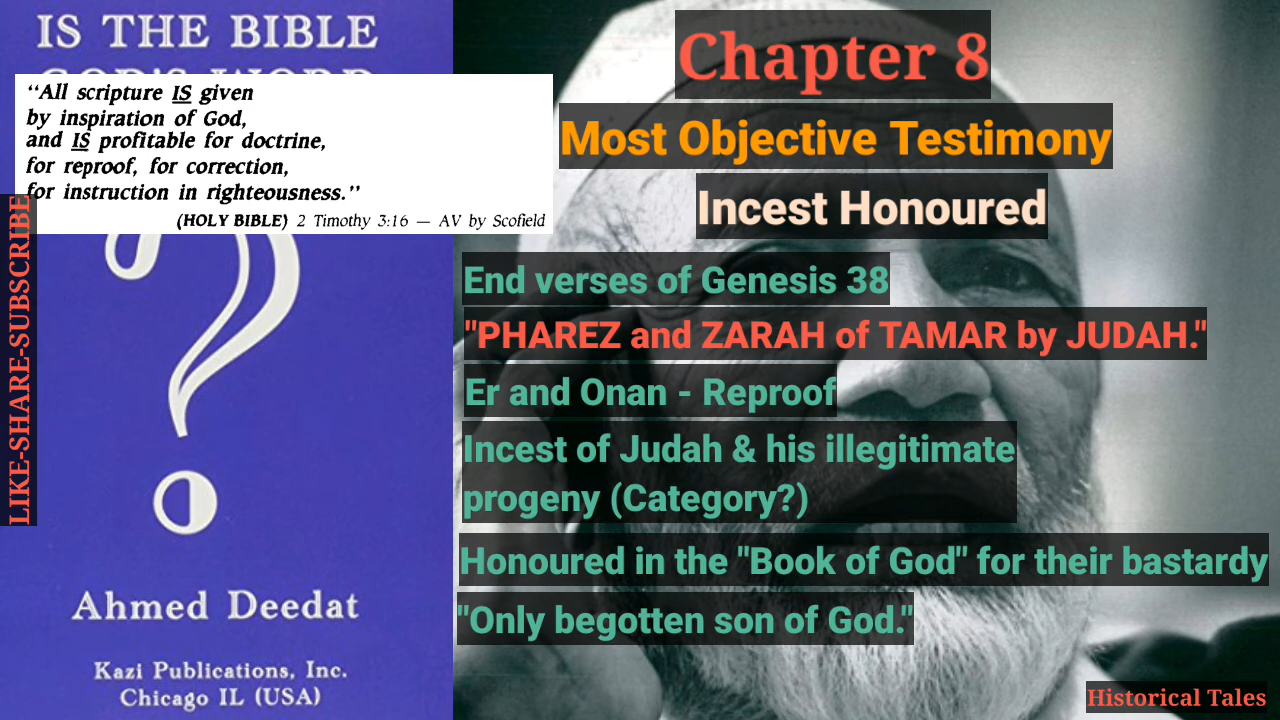 IS THE BIBLE
GOD'S WORD
“All scripture IS given
by inspiration of God,
and IS profitable for doctrine,
for reproof, for correction,
for instruction in righteousness.”
(HOLY BIBLE) 2 Timothy 3:16 — AV by Scofield
?
LIKE-SHARE-SUBSCRIBE
Ahmed Deedat
Kazi Publications, Inc.
Chicago IL (USA)
Chapter 8
Most Objective Testimony
Incest Honoured
End verses of Genesis 38
"PHAREZ and ZARAH of TAMAR by JUDAH."
Er and Onan - Reproof
Incest of Judah & his illegitimate
progeny (Category?)
Honoured in the "Book of God" for their bastardy
"Only begotten son of God."
Historical Tales